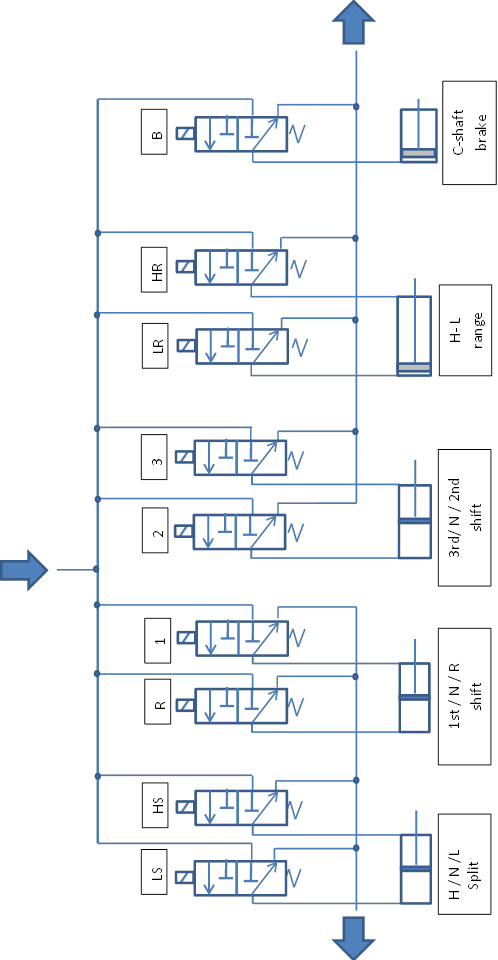 LS
HS
R
1
2
3
LR
HR
B
H / N / L
Split
1st / N / R
shift
3rd/ N / 2nd
shift
H- L
range
C-shaft
brake